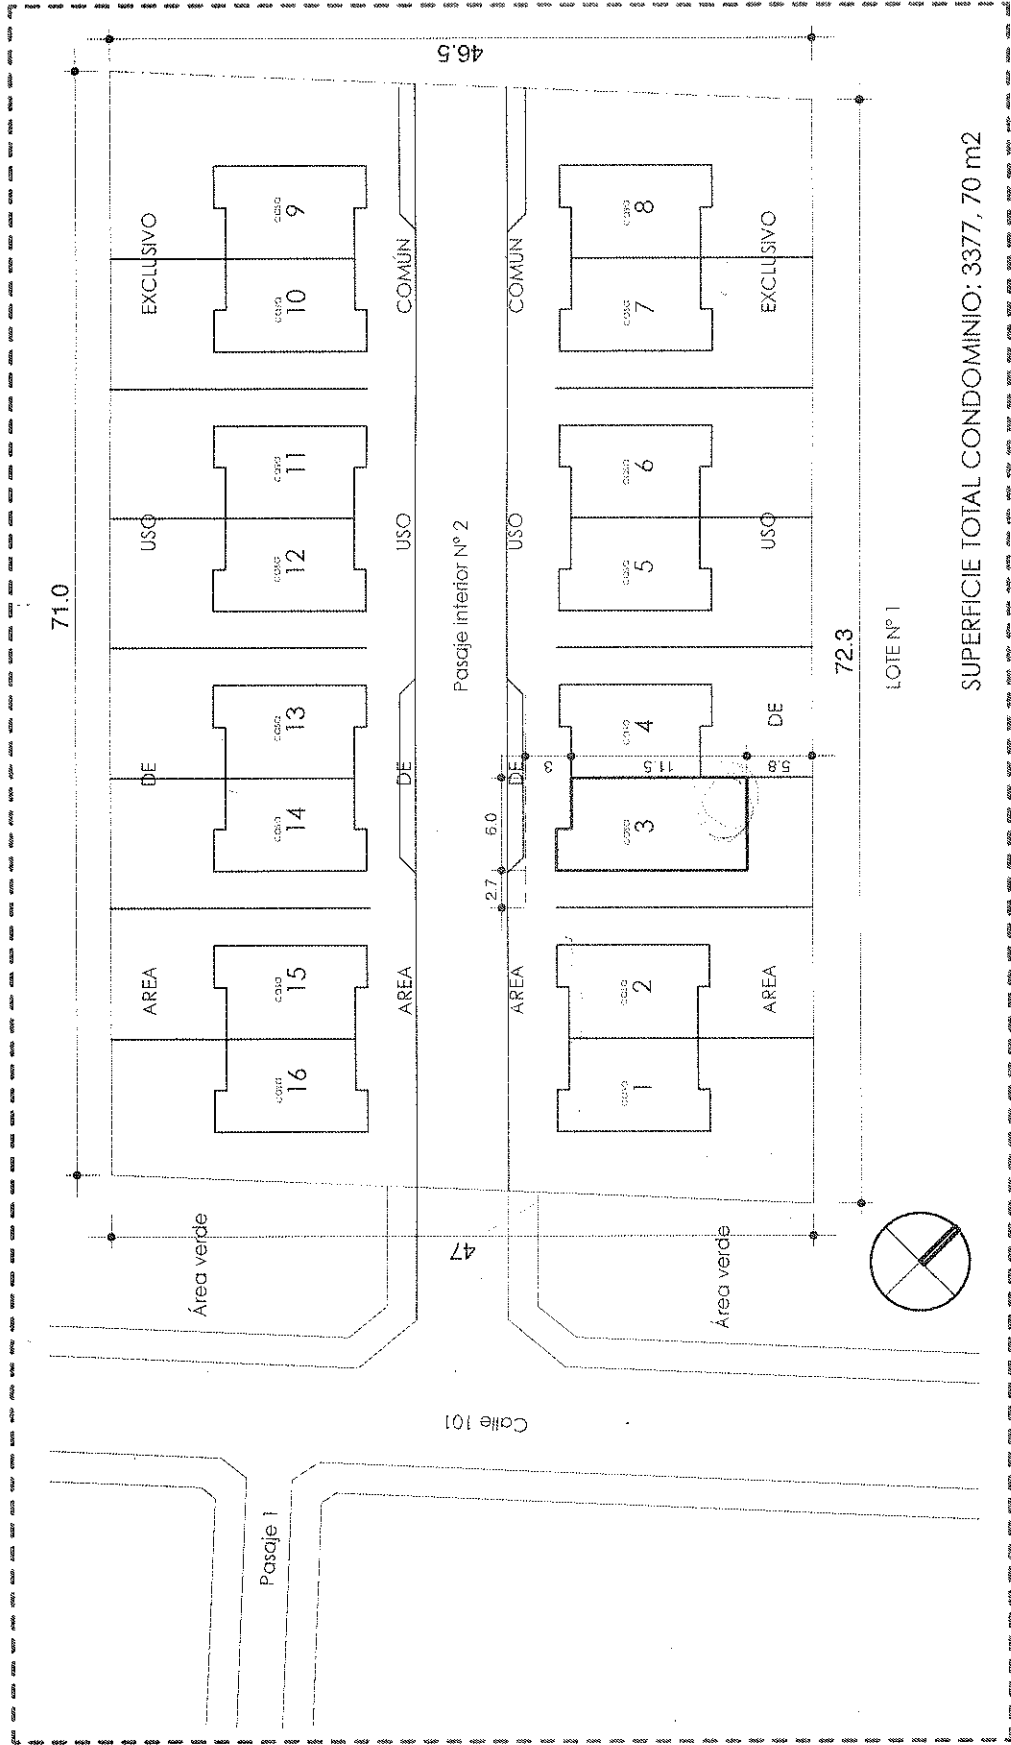 71.0
46.5
EXCLUSIVO
USO
DE
AREA
casa
9
casa
10
casa
11
casa
12
casa
13
casa
14
casa
15
casa
16
COMÚN
USO
DE
AREA
Pasaje interior Nº 2
COMÚN
USO
DE
AREA
2.7
6.0
3
11.5
5.8
casa
1
casa
2
casa
3
casa
4
casa
5
casa
6
casa
7
casa
8
AREA
DE
USO
EXCLUSIVO
72.3
47
LOTE Nº 1
SUPERFICIE TOTAL CONDOMINIO: 3377, 70 m2
Área verde
Área verde
Calle 101
Pasaje 1